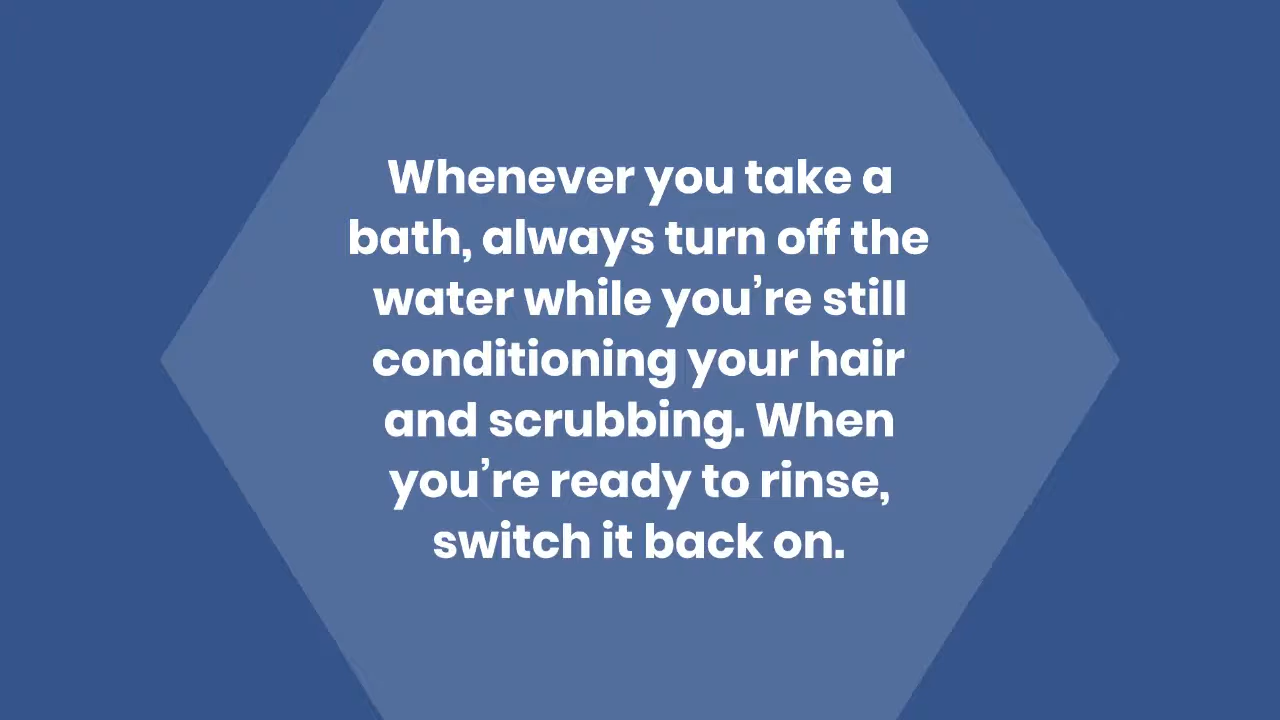 Whenever you take a
bath, always turn off the
water while you’re still
conditioning your hair
and scrubbing. When
you’re ready to rinse,
switch it back on.